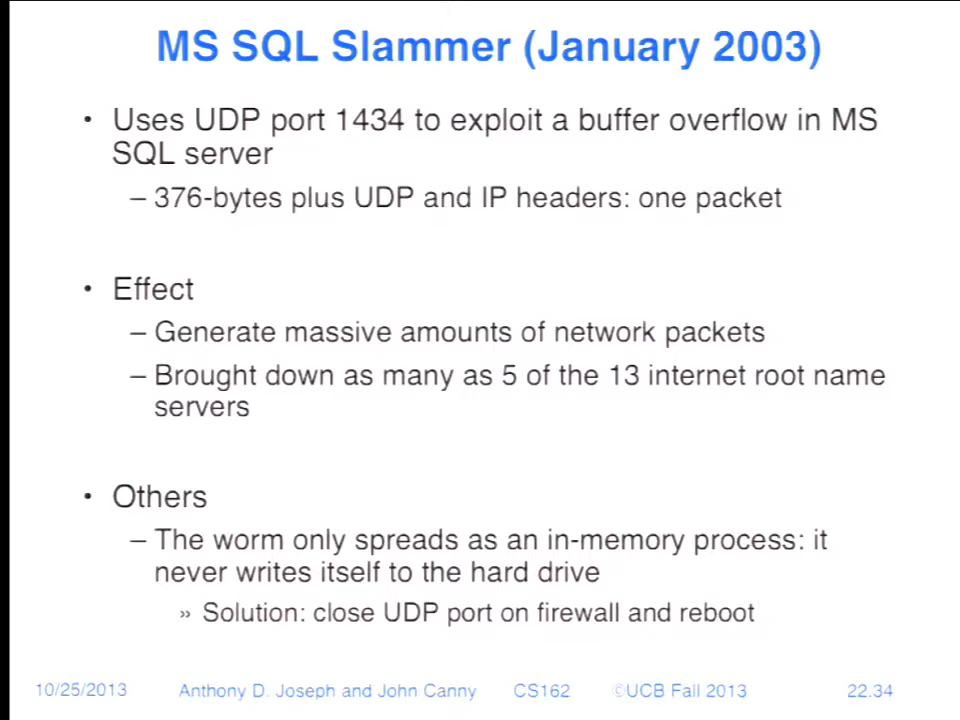 MS SQL Slammer (January 2003)
• Uses UDP port 1434 to exploit a buffer overflow in MS
SQL server
– 376-bytes plus UDP and IP headers: one packet
• Effect
– Generate massive amounts of network packets
– Brought down as many as 5 of the 13 internet root name
servers
• Others
– The worm only spreads as an in-memory process: it
never writes itself to the hard drive
» Solution: close UDP port on firewall and reboot
10/25/2013 Anthony D. Joseph and John Canny CS162 ©UCB Fall 2013 22.34